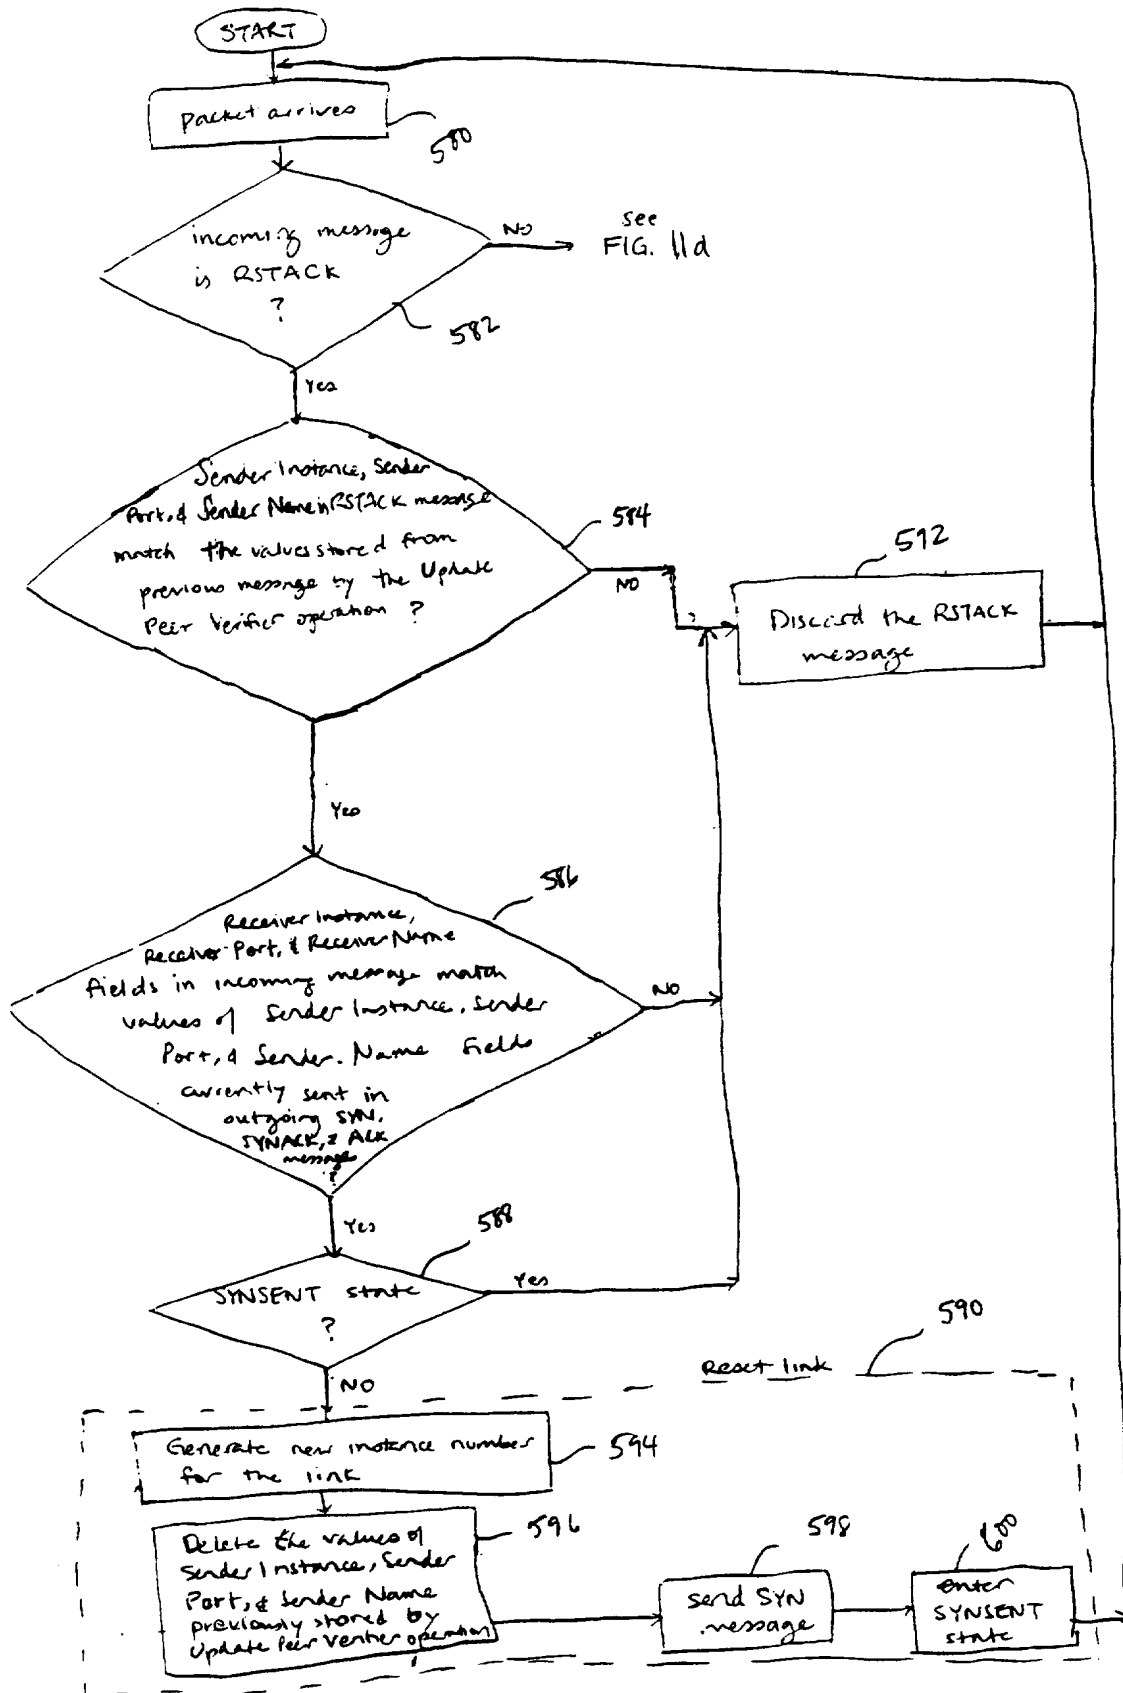 START
packet arrives
580
incoming message
is RSTACK
?
NO
see
FIG. 11d
582
Yes
Sender Instance, Sender
Port, & Sender Name in RSTACK message
match the values stored from
previous message by the Update
Peer Verifier operation ?
584
NO
592
Discard the RSTACK
message
Yes
586
Receiver Instance,
Receiver Port, & Receiver Name
fields in incoming message match
values of Sender Instance, Sender
Port, & Sender Name fields
currently sent in
outgoing SYN,
SYNACK, & ACK
message
?
NO
Yes
588
SYNSENT state
?
Yes
NO
590
Reset link
Generate new instance number
for the link
594
Delete the values of
Sender Instance, Sender
Port, & Sender Name
previously stored by
Update Peer Verifier operation
596
598
send SYN
message
600
enter
SYNSENT
state